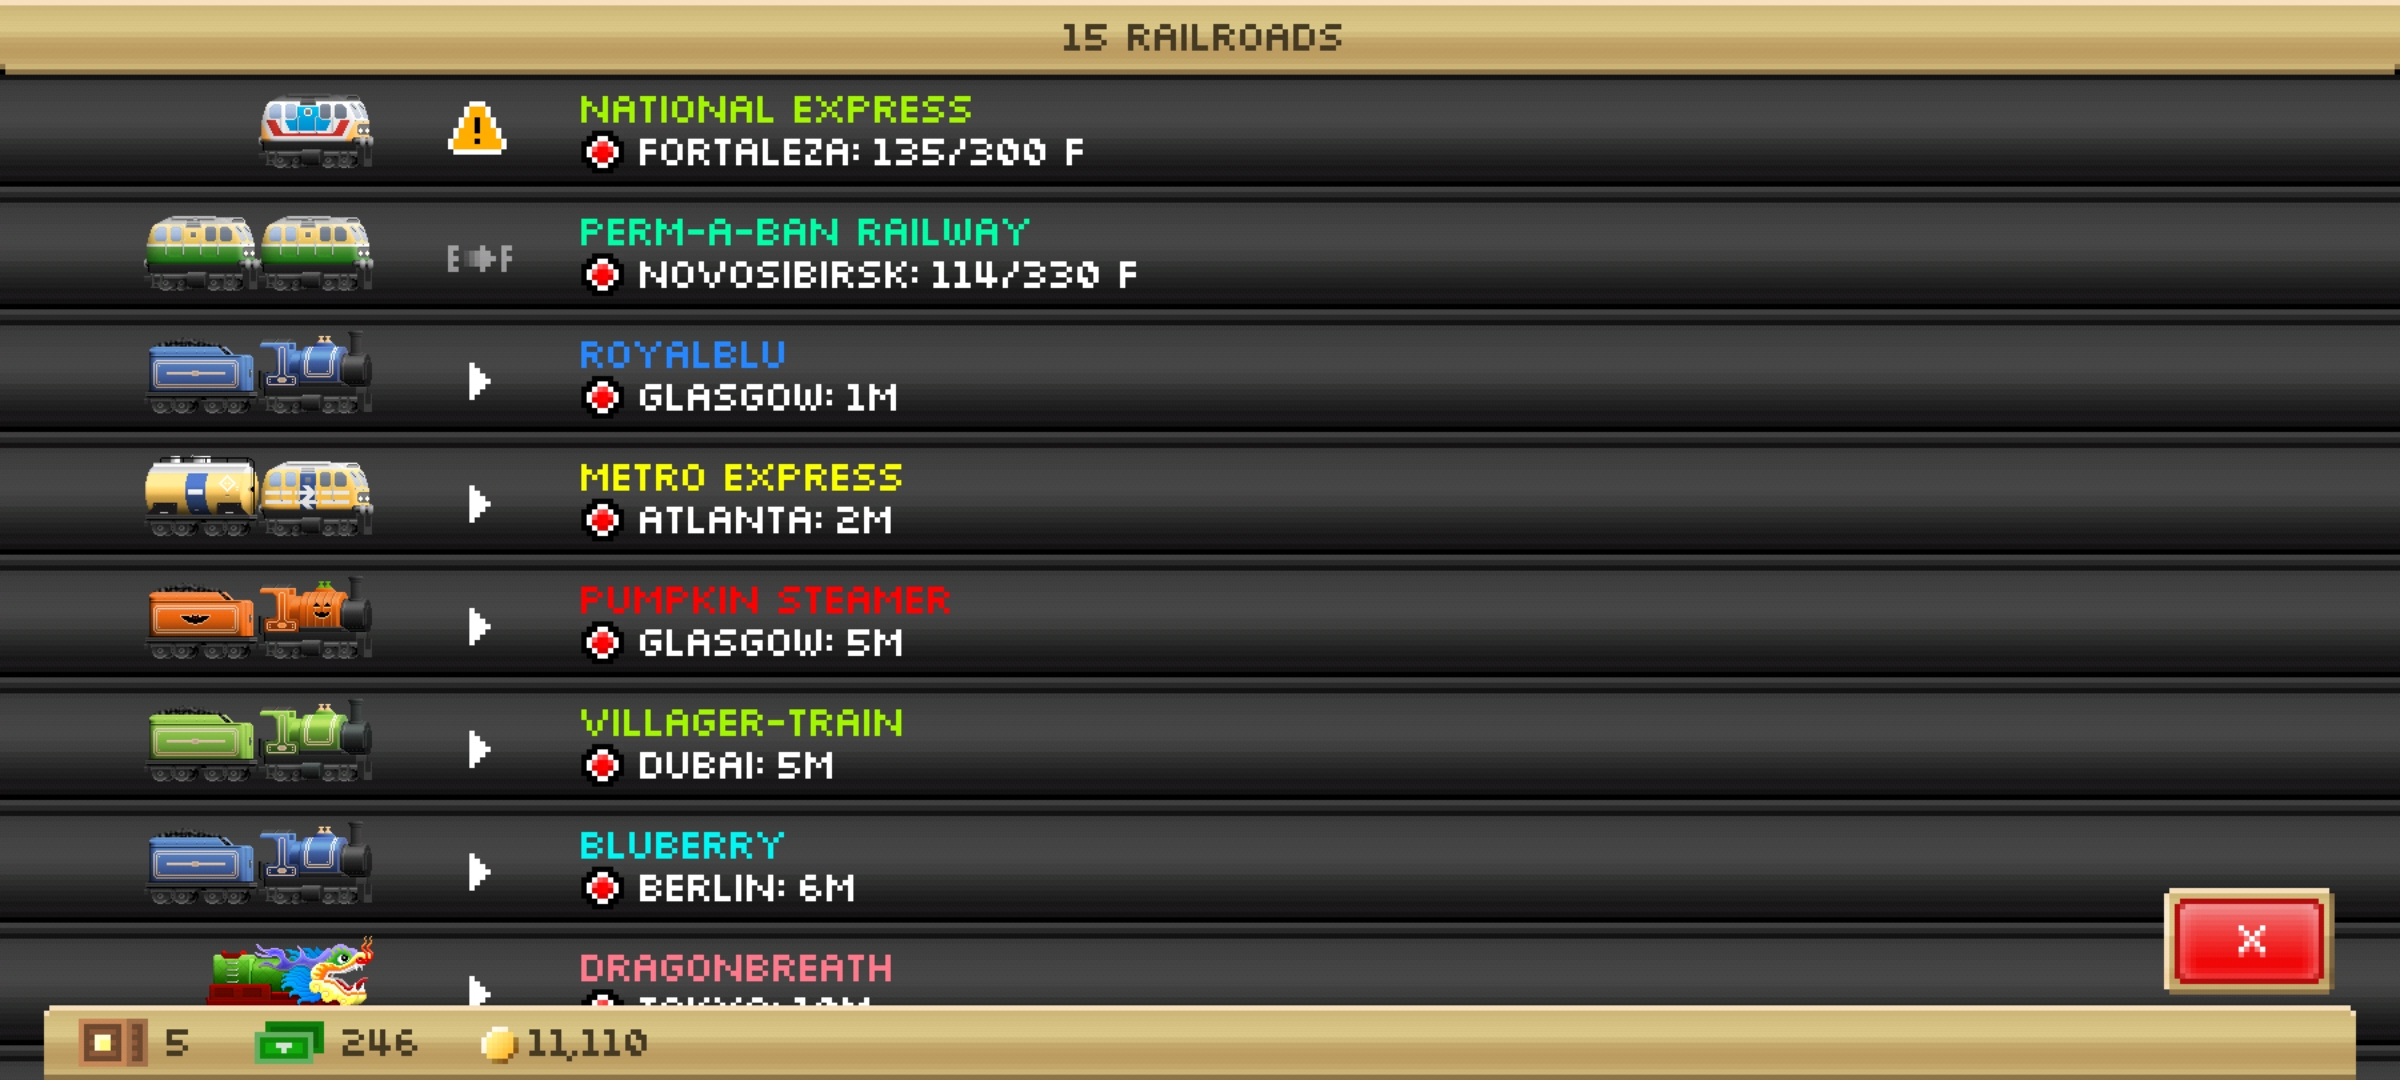 15 RAILROADS
NATIONAL EXPRESS
FORTALEZA: 135/300 F
PERM-A-BAN RAILWAY
E F
NOVOSIBIRSK: 114/330 F
ROYALBLU
GLASGOW: 1M
METRO EXPRESS
ATLANTA: 2M
PUMPKIN STEAMER
GLASGOW: 5M
VILLAGER-TRAIN
DUBAI: 5M
BLUBERRY
BERLIN: 6M
DRAGONBREATH
X
5 246 11,110